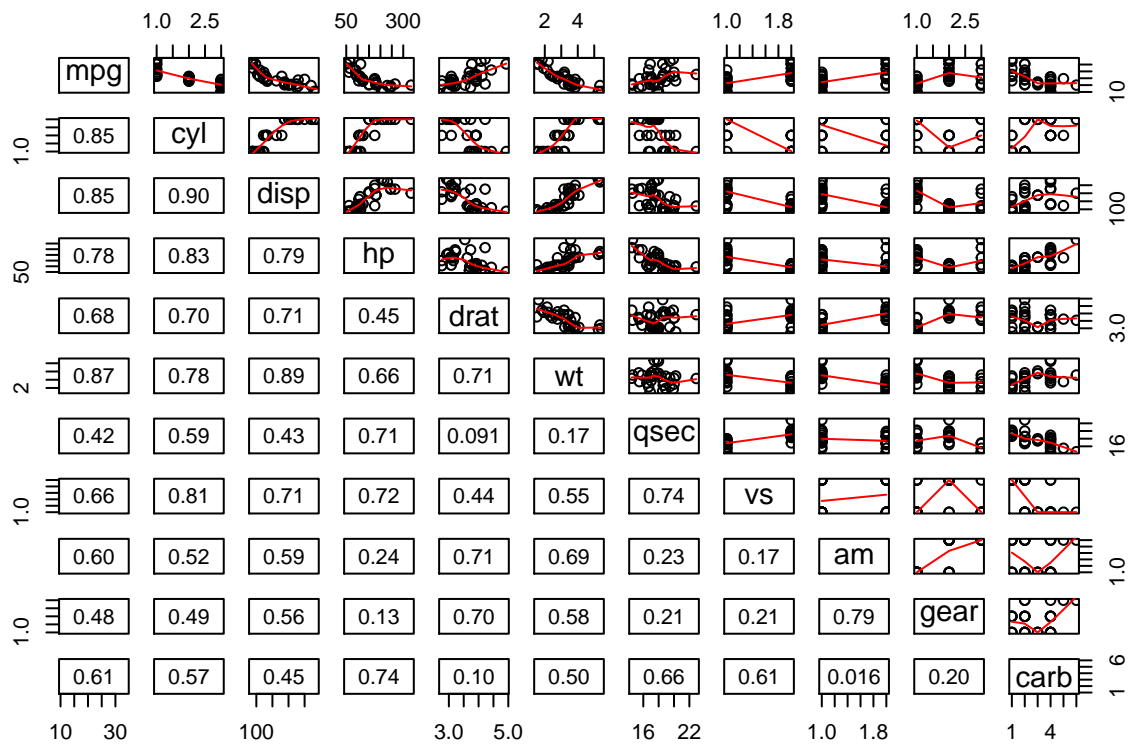 1.0 2.5 50 300 2 4 1.0 1.8 1.0 2.5
mpg 10
1.0 0.85 cyl
0.85 0.90 disp 100
50 0.78 0.83 0.79 hp
0.68 0.70 0.71 0.45 drat 3.0
2 0.87 0.78 0.89 0.66 0.71 wt
0.42 0.59 0.43 0.71 0.091 0.17 qsec 16
1.0 0.66 0.81 0.71 0.72 0.44 0.55 0.74 vs
0.60 0.52 0.59 0.24 0.71 0.69 0.23 0.17 am 1.0
1.0 0.48 0.49 0.56 0.13 0.70 0.58 0.21 0.21 0.79 gear
0.61 0.57 0.45 0.74 0.10 0.50 0.66 0.61 0.016 0.20 carb 1 6
10 30 100 3.0 5.0 16 22 1.0 1.8 1 4